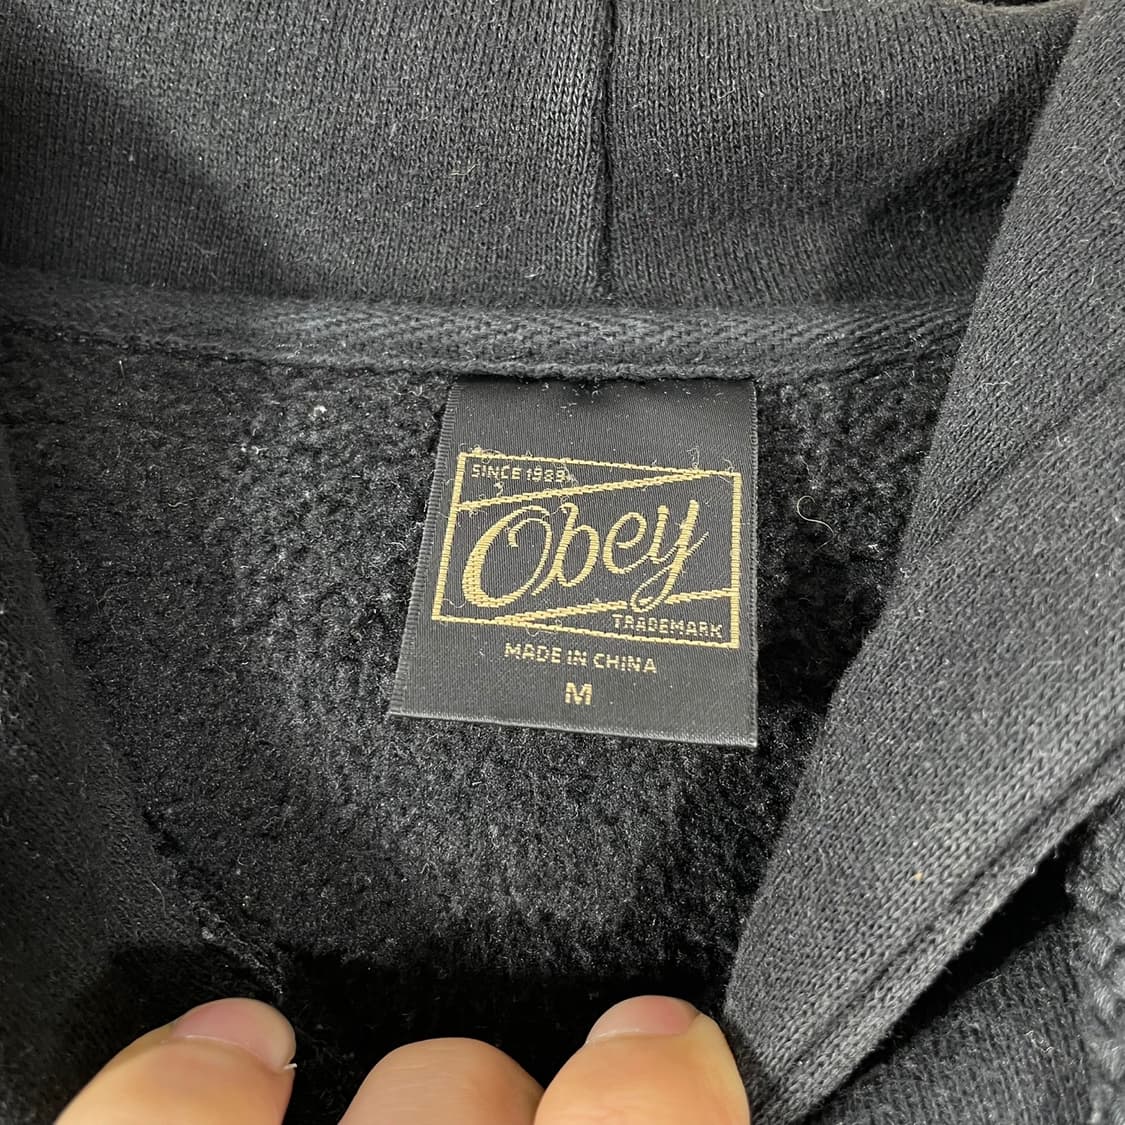 SINCE 1989
Obey
TRADEMARK
MADE IN CHINA
M